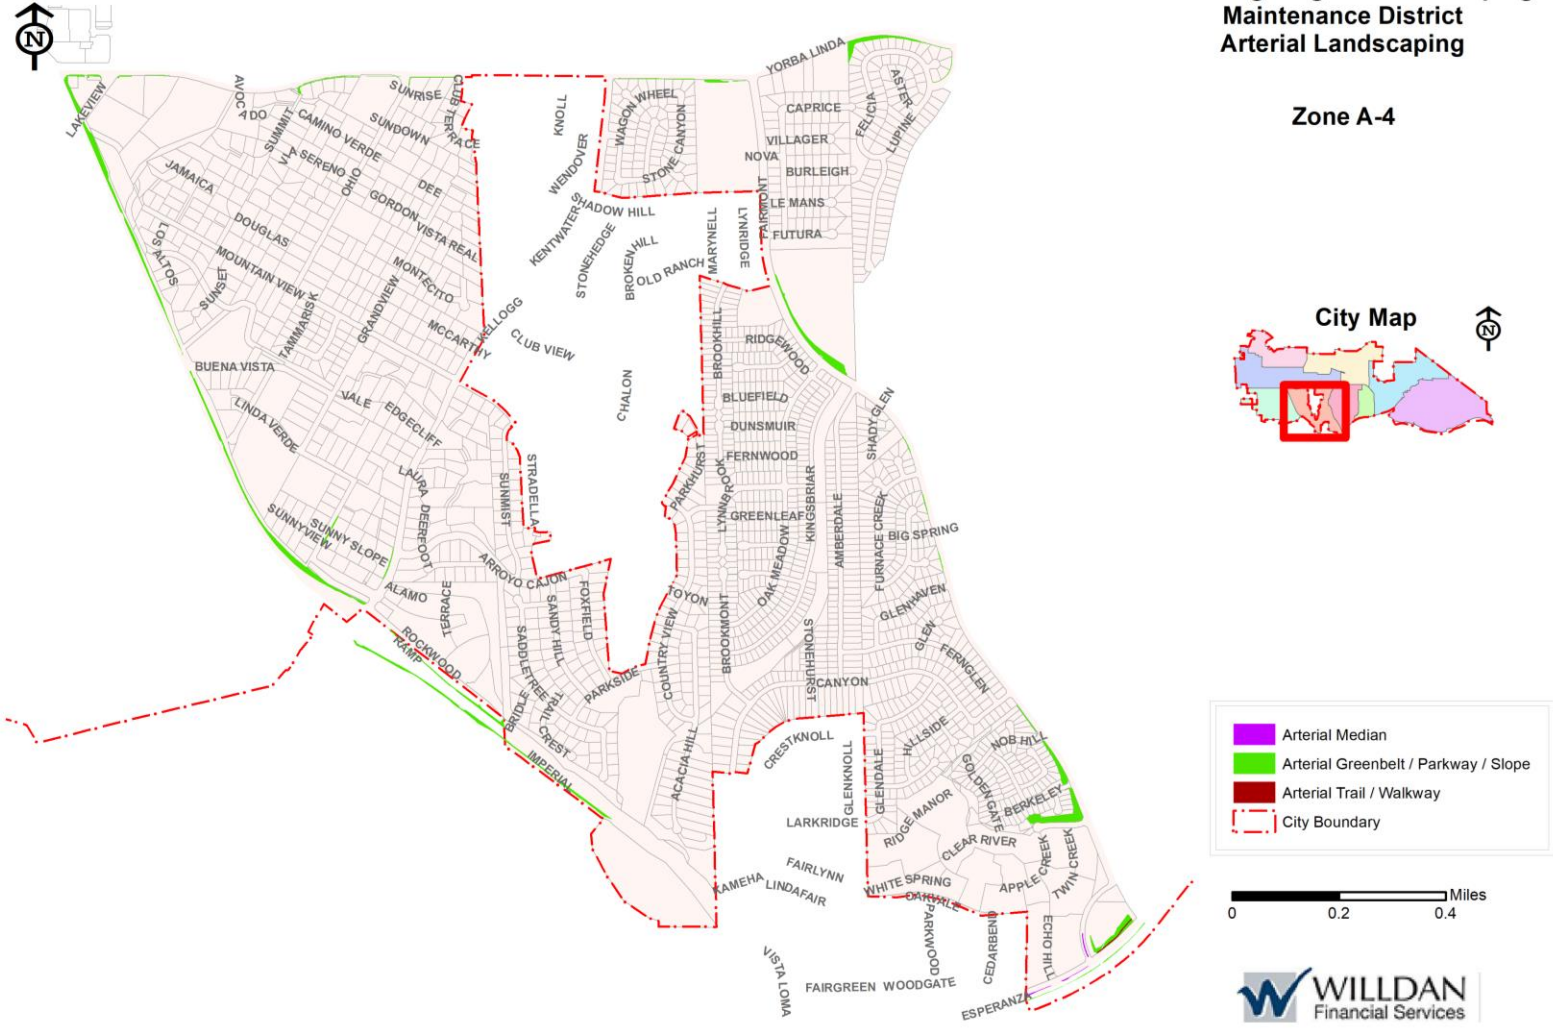 Maintenance District
Arterial Landscaping
Zone A-4
N
YORBA LINDA
LAKEVIEW
AVOCADO
SUNRISE
CLUB TERRACE
SUMMIT
CAMINO VERDE
SUNDOWN
VIA SERENO
JAMAICA
OHIO
DEE
GORDON
VISTA REAL
DOUGLAS
LOS ALTOS
MOUNTAIN VIEW
SUNSET
MONTECITO
TAMMARISK
GRANDVIEW
MCCARTHY
KELLOGG
BUENA VISTA
VALE
EDGECLIFF
LINDA VERDE
LAURA
DEERFOOT
SUNNYVIEW
SUNNY SLOPE
SUNMIST
STRADELLA
ARROYO CAJON
ALAMO
TERRACE
ROCKWOOD
RAMP
SADDLETREE
SANDY HILL
FOXFIELD
BRIDLE
TRAIL
CREST
PARKSIDE
IMPERIAL
KNOLL
WENDOVER
WAGON WHEEL
STONE CANYON
SHADOW HILL
KENTWATER
STONEHEDGE
BROKEN HILL
OLD RANCH
MARYNELL
LYNRIDGE
CLUB VIEW
CHALON
NOVA
FAIRMONT
CAPRICE
VILLAGER
BURLEIGH
LE MANS
FUTURA
ASTER
FELICIA
LUPINE
BROOKHILL
RIDGEWOOD
BLUEFIELD
DUNSMUIR
FERNWOOD
PARKHURST
LYNNBROOK
GREENLEAF
KINGSBRIAR
AMBERDALE
OAK MEADOW
SHADY GLEN
FURNACE CREEK
BIG SPRING
GLENHAVEN
GLEN
FERNGLEN
TOYON
COUNTRY VIEW
BROOKMONT
STONEHURST
CANYON
ACACIA HILL
CRESTKNOLL
GLENKNOLL
GLENDALE
HILLSIDE
NOB HILL
GOLDEN GATE
BERKELEY
RIDGE MANOR
CLEAR RIVER
APPLE CREEK
TWIN CREEK
LARKRIDGE
FAIRLYNN
KAMEHA
LINDAFAIR
WHITE SPRING
OAKVALE
PARKWOOD
CEDARBEND
ECHO HILL
VISTA LOMA
FAIRGREEN
WOODGATE
ESPERANZA
City Map
N
Arterial Median
Arterial Greenbelt / Parkway / Slope
Arterial Trail / Walkway
City Boundary
Miles
0 0.2 0.4
WILLDAN
Financial Services